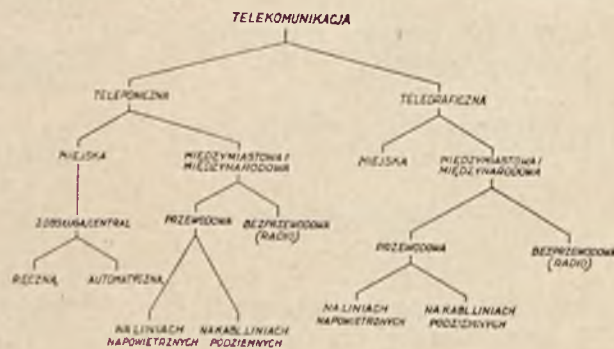 TELEKOMUNIKACJA
TELEFONICZNA
TELEGRAFICZNA
MIEJSKA
MIĘDZYMIASTOWA I
MIĘDZYNARODOWA
MIEJSKA
MIĘDZYMIASTOWA I
MIĘDZYNARODOWA
Z OBSŁUGĄ CENTRAL
PRZEWODOWA
BEZPRZEWODOWA
(RADIO)
PRZEWODOWA
BEZPRZEWODOWA
(RADIO)
RĘCZNĄ
AUTOMATYCZNĄ
NA LINIACH
NAPOWIETRZNYCH
NA KABL. LINIACH
PODZIEMNYCH
NA LINIACH
NAPOWIETRZNYCH
NA KABL. LINIACH
PODZIEMNYCH